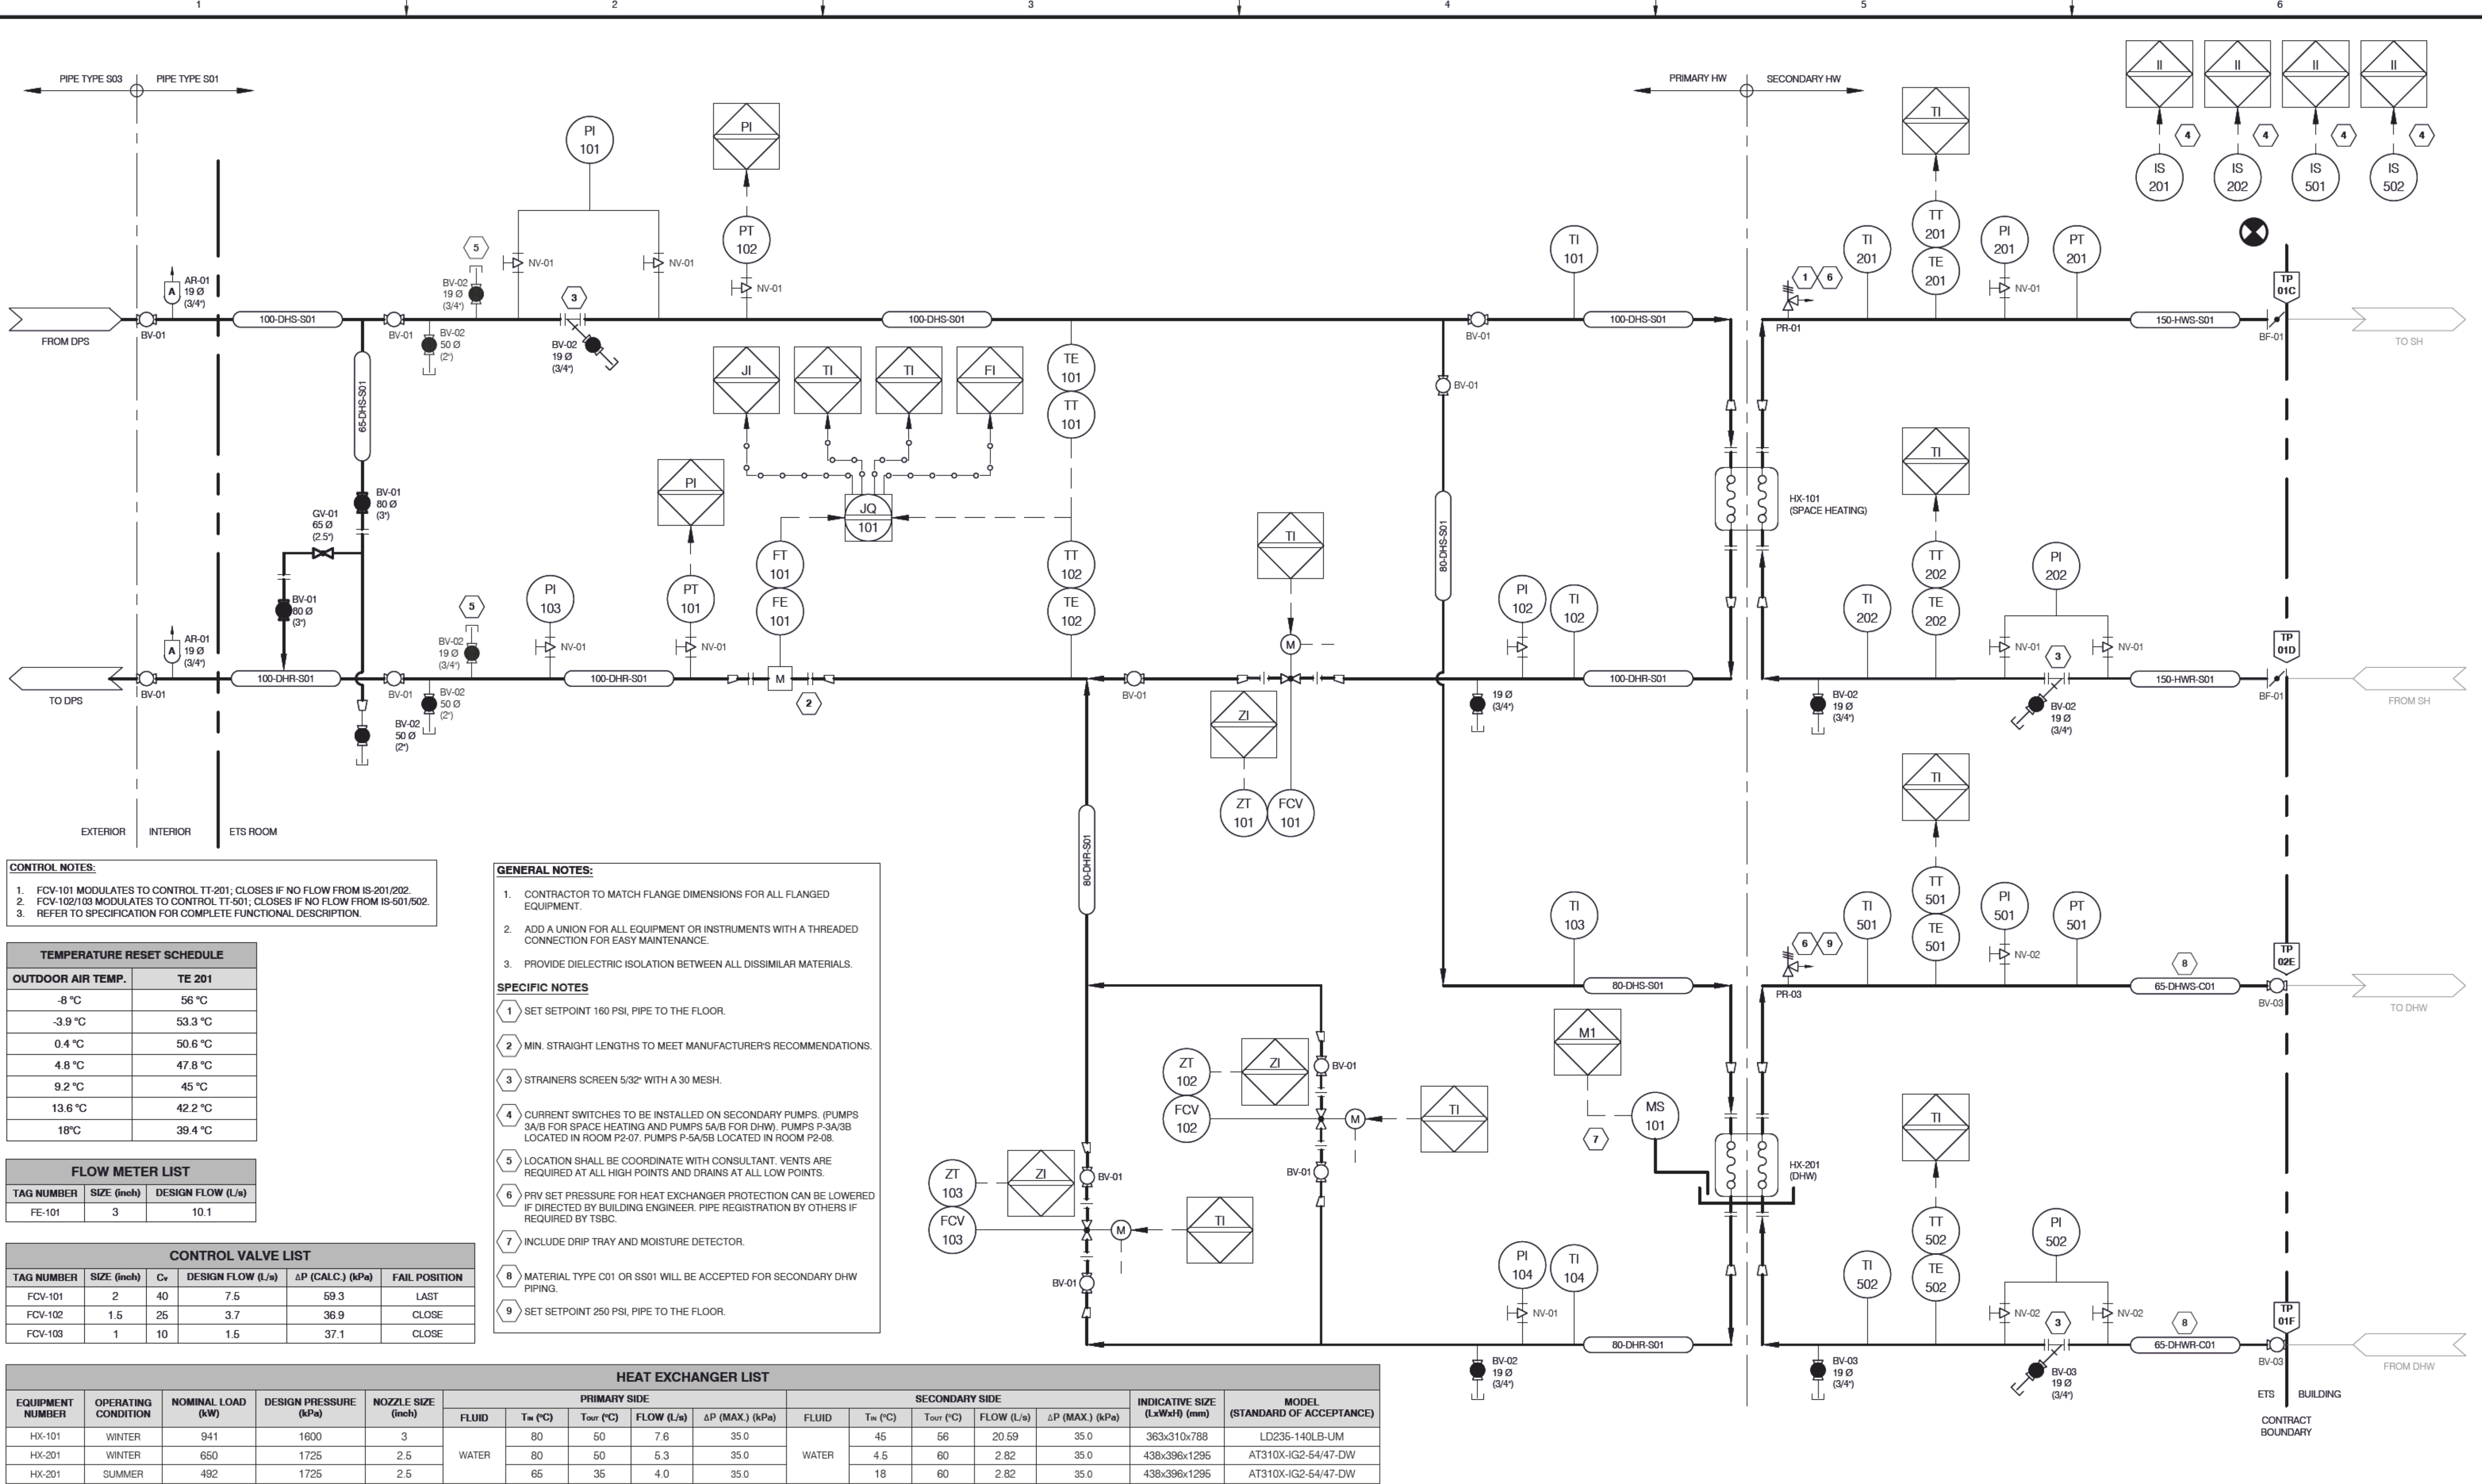 1 2 3 4 5 6
PIPE TYPE S03 PIPE TYPE S01
PRIMARY HW SECONDARY HW
II II II II
4 4 4 4
IS 201
IS 202
IS 501
IS 502
PI 101
PI
PT 102
NV-01
NV-01
NV-01
5
BV-02
19 Ø
(3/4")
AR-01
19 Ø
(3/4")
A
FROM DPS
BV-01
100-DHS-S01
BV-01
BV-02
50 Ø
(2")
3
BV-02
19 Ø
(3/4")
100-DHS-S01
BV-01
TI 101
100-DHS-S01
1 6
PR-01
TI 201
TI
TT 201
TE 201
PI 201
NV-01
PT 201
150-HWS-S01
BF-01
TP 01C
TO SH
65-DHS-S01
BV-01
80 Ø
(3")
GV-01
65 Ø
(2.5")
BV-01
80 Ø
(3")
JI TI TI FI
JQ 101
TE 101
TT 101
TT 102
TE 102
PI
PT 101
NV-01
FT 101
FE 101
M
2
PI 103
NV-01
5
BV-02
19 Ø
(3/4")
AR-01
19 Ø
(3/4")
A
TO DPS
BV-01
100-DHR-S01
BV-01
BV-02
50 Ø
(2")
BV-02
50 Ø
(2")
100-DHR-S01
BV-01
TI
M
ZI
ZT 101
FCV 101
BV-01
80-DHS-S01
PI 102
TI 102
19 Ø
(3/4")
100-DHR-S01
HX-101
(SPACE HEATING)
TI
TT 202
TE 202
TI 202
PI 202
NV-01
NV-01
3
BV-02
19 Ø
(3/4")
BV-02
19 Ø
(3/4")
150-HWR-S01
BF-01
TP 01D
FROM SH
EXTERIOR INTERIOR ETS ROOM
80-DHR-S01
TI 103
80-DHS-S01
6 9
PR-03
TI 501
TI
TT 501
TE 501
PI 501
NV-02
PT 501
8
65-DHWS-C01
BV-03
TP 02E
TO DHW
M1
MS 101
7
HX-201
(DHW)
ZT 102
FCV 102
ZI
BV-01
M
TI
BV-01
ZT 103
FCV 103
ZI
BV-01
M
TI
BV-01
PI 104
NV-01
TI 104
80-DHR-S01
BV-02
19 Ø
(3/4")
TI
TT 502
TE 502
TI 502
PI 502
NV-02
NV-02
3
8
BV-03
19 Ø
(3/4")
BV-03
19 Ø
(3/4")
65-DHWR-C01
BV-03
TP 01F
FROM DHW
ETS BUILDING
CONTRACT
BOUNDARY
CONTROL NOTES:
1. FCV-101 MODULATES TO CONTROL TT-201; CLOSES IF NO FLOW FROM IS-201/202.
2. FCV-102/103 MODULATES TO CONTROL TT-501; CLOSES IF NO FLOW FROM IS-501/502.
3. REFER TO SPECIFICATION FOR COMPLETE FUNCTIONAL DESCRIPTION.
TEMPERATURE RESET SCHEDULE
OUTDOOR AIR TEMP. TE 201
-8 °C 56 °C
-3.9 °C 53.3 °C
0.4 °C 50.6 °C
4.8 °C 47.8 °C
9.2 °C 45 °C
13.6 °C 42.2 °C
18°C 39.4 °C
FLOW METER LIST
TAG NUMBER SIZE (inch) DESIGN FLOW (L/s)
FE-101 3 10.1
CONTROL VALVE LIST
TAG NUMBER SIZE (inch) Cv DESIGN FLOW (L/s) ΔP (CALC.) (kPa) FAIL POSITION
FCV-101 2 40 7.5 59.3 LAST
FCV-102 1.5 25 3.7 36.9 CLOSE
FCV-103 1 10 1.5 37.1 CLOSE
GENERAL NOTES:
1. CONTRACTOR TO MATCH FLANGE DIMENSIONS FOR ALL FLANGED
EQUIPMENT.
2. ADD A UNION FOR ALL EQUIPMENT OR INSTRUMENTS WITH A THREADED
CONNECTION FOR EASY MAINTENANCE.
3. PROVIDE DIELECTRIC ISOLATION BETWEEN ALL DISSIMILAR MATERIALS.
SPECIFIC NOTES
1 SET SETPOINT 160 PSI, PIPE TO THE FLOOR.
2 MIN. STRAIGHT LENGTHS TO MEET MANUFACTURER'S RECOMMENDATIONS.
3 STRAINERS SCREEN 5/32" WITH A 30 MESH.
4 CURRENT SWITCHES TO BE INSTALLED ON SECONDARY PUMPS. (PUMPS
3A/B FOR SPACE HEATING AND PUMPS 5A/B FOR DHW). PUMPS P-3A/3B
LOCATED IN ROOM P2-07. PUMPS P-5A/5B LOCATED IN ROOM P2-08.
5 LOCATION SHALL BE COORDINATE WITH CONSULTANT. VENTS ARE
REQUIRED AT ALL HIGH POINTS AND DRAINS AT ALL LOW POINTS.
6 PRV SET PRESSURE FOR HEAT EXCHANGER PROTECTION CAN BE LOWERED
IF DIRECTED BY BUILDING ENGINEER. PIPE REGISTRATION BY OTHERS IF
REQUIRED BY TSBC.
7 INCLUDE DRIP TRAY AND MOISTURE DETECTOR.
8 MATERIAL TYPE C01 OR SS01 WILL BE ACCEPTED FOR SECONDARY DHW
PIPING.
9 SET SETPOINT 250 PSI, PIPE TO THE FLOOR.
HEAT EXCHANGER LIST
EQUIPMENT NUMBER OPERATING CONDITION NOMINAL LOAD (kW) DESIGN PRESSURE (kPa) NOZZLE SIZE (inch) PRIMARY SIDE SECONDARY SIDE INDICATIVE SIZE (LxWxH) (mm) MODEL (STANDARD OF ACCEPTANCE)
FLUID TIN (°C) TOUT (°C) FLOW (L/s) ΔP (MAX.) (kPa) FLUID TIN (°C) TOUT (°C) FLOW (L/s) ΔP (MAX.) (kPa)
HX-101 WINTER 941 1600 3 80 50 7.6 35.0 45 56 20.59 35.0 363x310x788 LD235-140LB-UM
HX-201 WINTER 650 1725 2.5 WATER 80 50 5.3 35.0 WATER 4.5 60 2.82 35.0 438x396x1295 AT310X-IG2-54/47-DW
HX-201 SUMMER 492 1725 2.5 65 35 4.0 35.0 18 60 2.82 35.0 438x396x1295 AT310X-IG2-54/47-DW